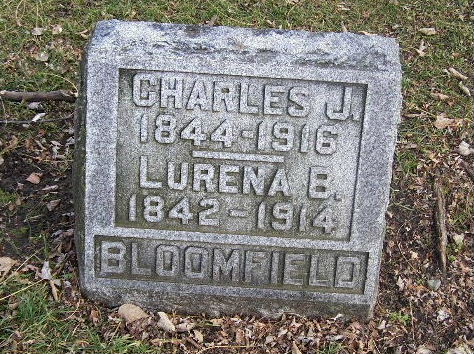 CHARLES J.
1844-1916
LURENA B.
1842-1914
BLOOMFIELD